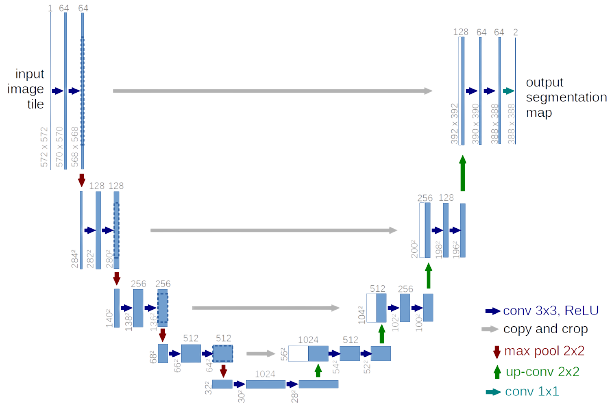 1
64
64
128
64
64
2
input
image
tile
output
segmentation
map
572 x 572
570 x 570
568 x 568
392 x 392
390 x 390
388 x 388
388 x 388
128
128
256
128
284²
282²
280²
200²
198²
196²
256
256
512
256
140²
138²
104²
102²
100²
512
512
1024
512
68²
66²
64²
56²
54²
52²
1024
32²
30²
28²
conv 3x3, ReLU
copy and crop
max pool 2x2
up-conv 2x2
conv 1x1